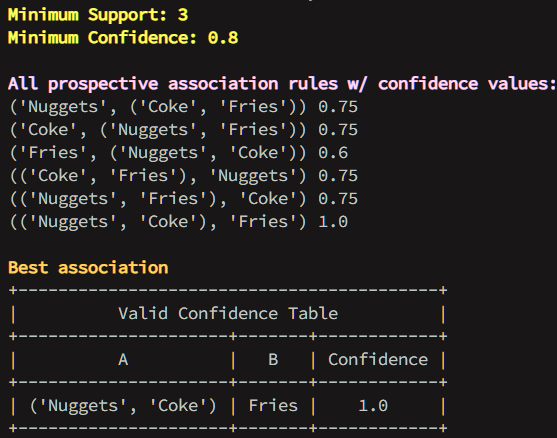 Minimum Support: 3
Minimum Confidence: 0.8
All prospective association rules w/ confidence values:
('Nuggets', ('Coke', 'Fries')) 0.75
('Coke', ('Nuggets', 'Fries')) 0.75
('Fries', ('Nuggets', 'Coke')) 0.6
(('Coke', 'Fries'), 'Nuggets') 0.75
(('Nuggets', 'Fries'), 'Coke') 0.75
(('Nuggets', 'Coke'), 'Fries') 1.0
Best association
+-----------------------------------------+
| Valid Confidence Table |
+---------------------+-------+------------+
| A | B | Confidence |
+---------------------+-------+------------+
| ('Nuggets', 'Coke') | Fries | 1.0 |
+---------------------+-------+------------+